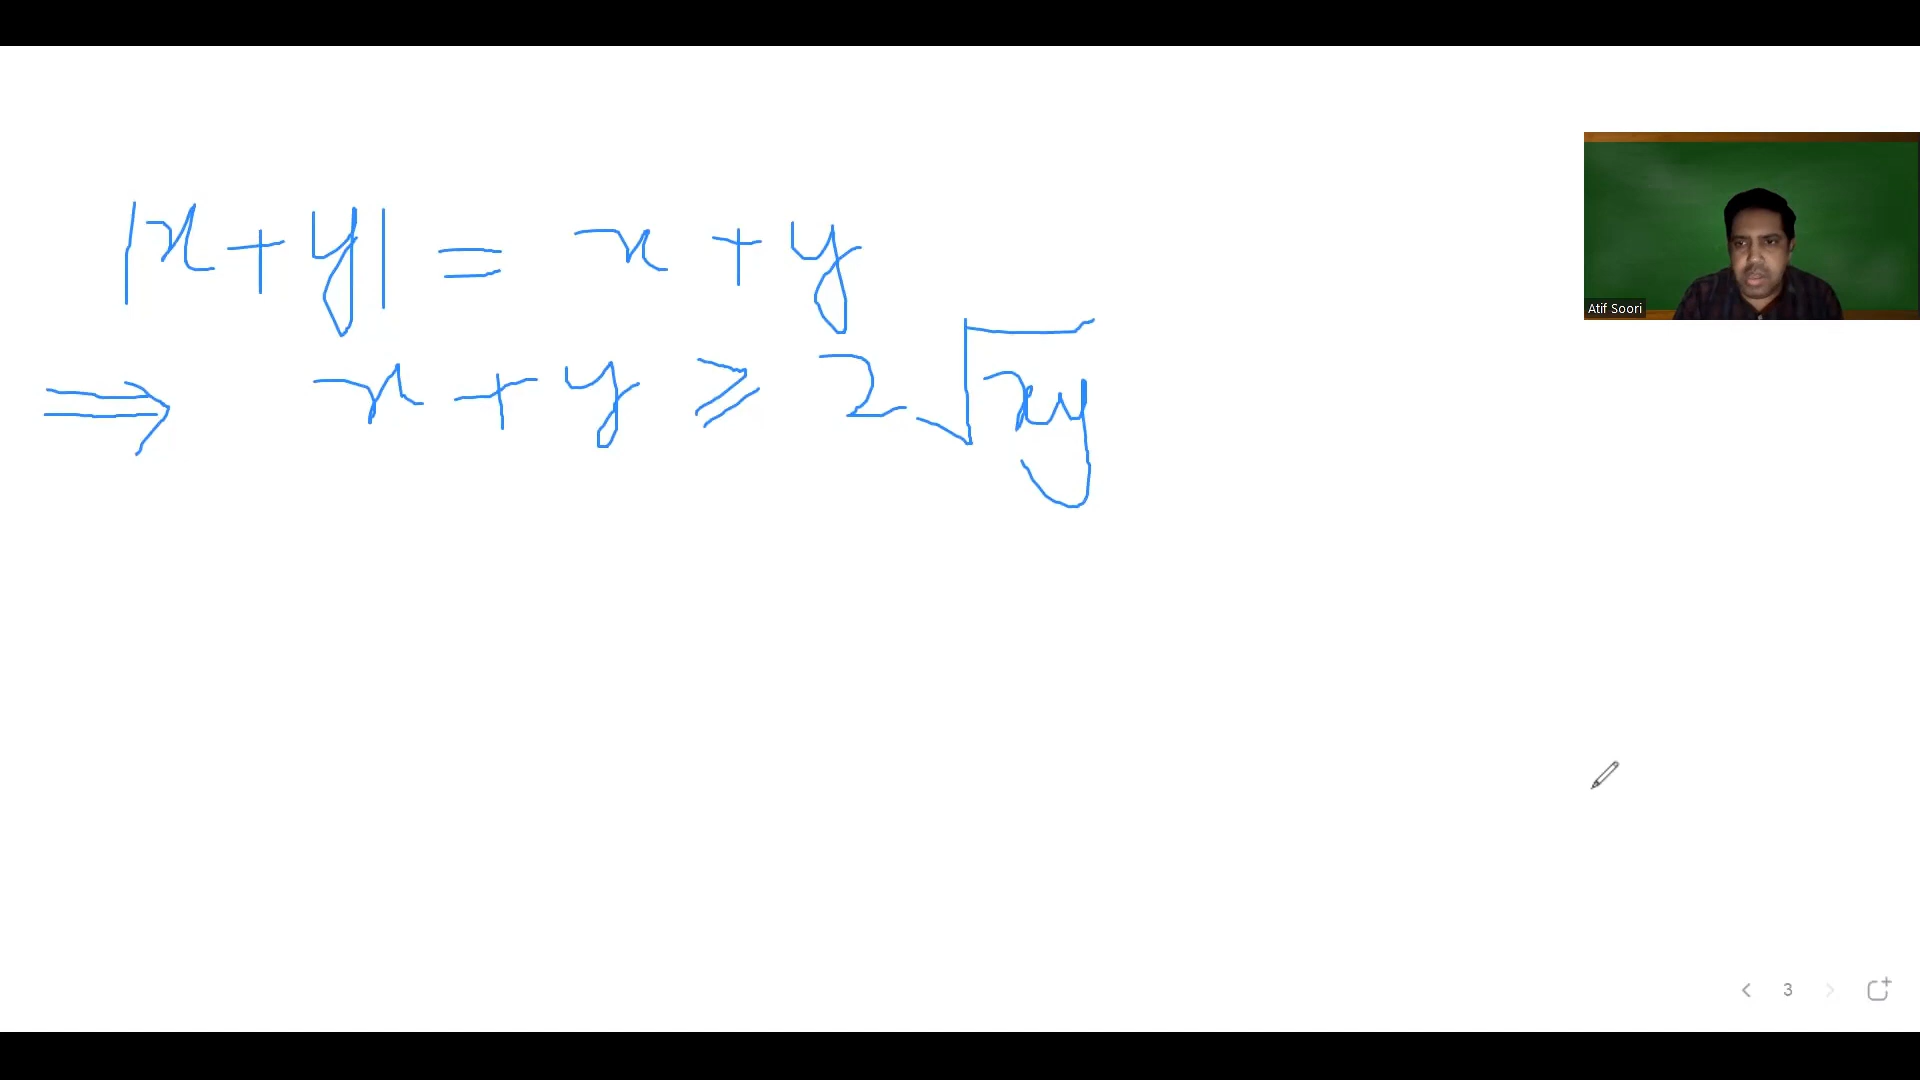 |x + y| = x + y
⟹ x + y ⩾ 2√xy
Atif Soori
3